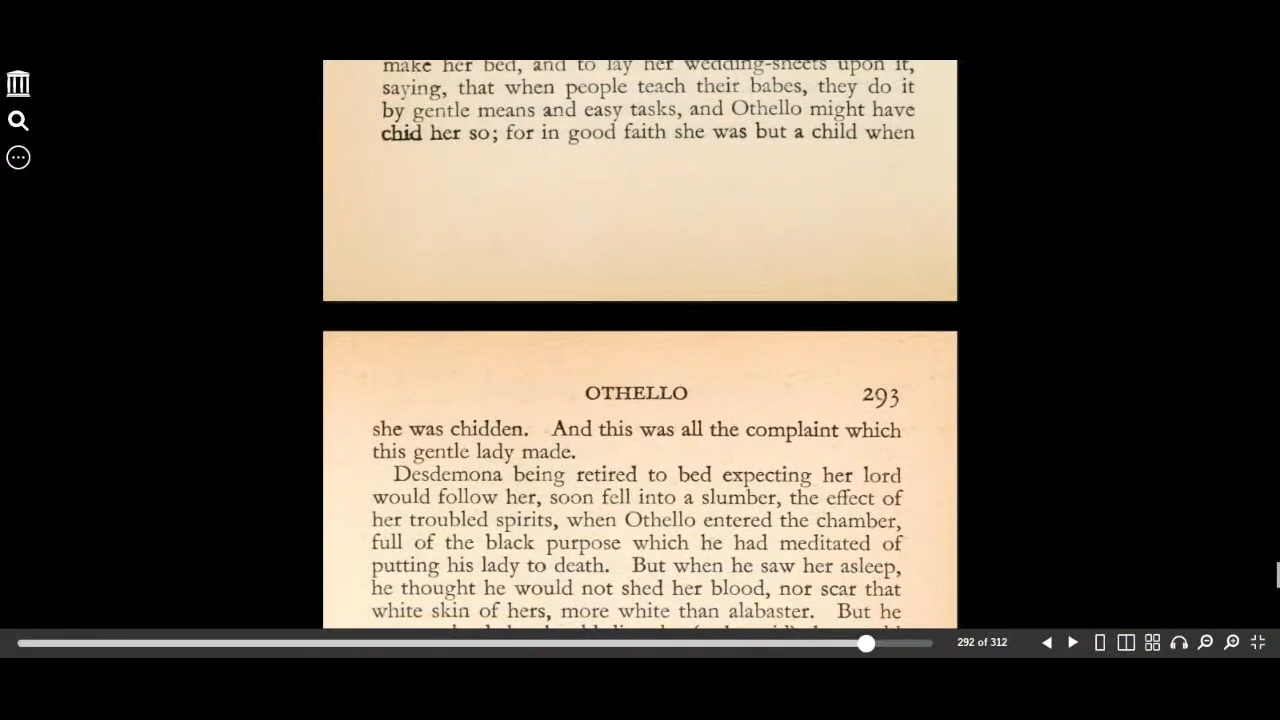 make her bed, and to lay her wedding-sheets upon it,
saying, that when people teach their babes, they do it
by gentle means and easy tasks, and Othello might have
chid her so; for in good faith she was but a child when
OTHELLO 293
she was chidden. And this was all the complaint which
this gentle lady made.
Desdemona being retired to bed expecting her lord
would follow her, soon fell into a slumber, the effect of
her troubled spirits, when Othello entered the chamber,
full of the black purpose which he had meditated of
putting his lady to death. But when he saw her asleep,
he thought he would not shed her blood, nor scar that
white skin of hers, more white than alabaster. But he
292 of 312